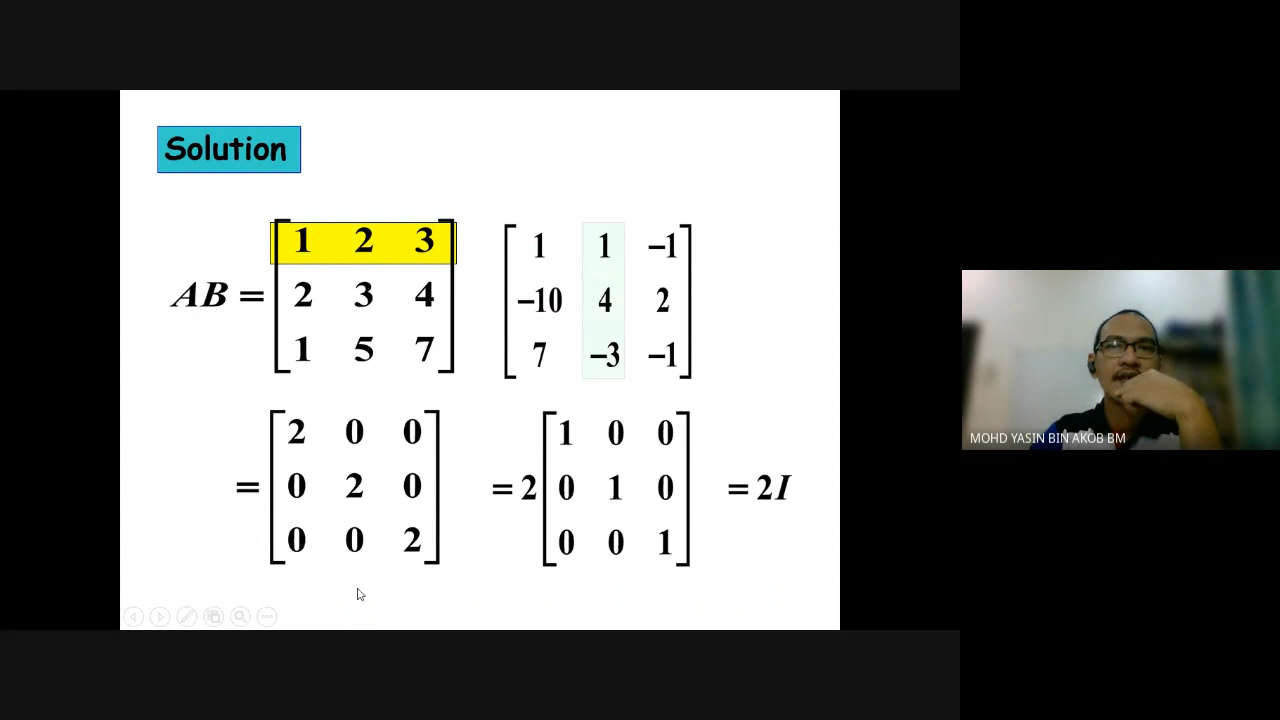 Solution
AB = [1 2 3; 2 3 4; 1 5 7] [1 1 −1; −10 4 2; 7 −3 −1]
= [2 0 0; 0 2 0; 0 0 2] = 2 [1 0 0; 0 1 0; 0 0 1] = 2I
MOHD YASIN BIN AKOB BM